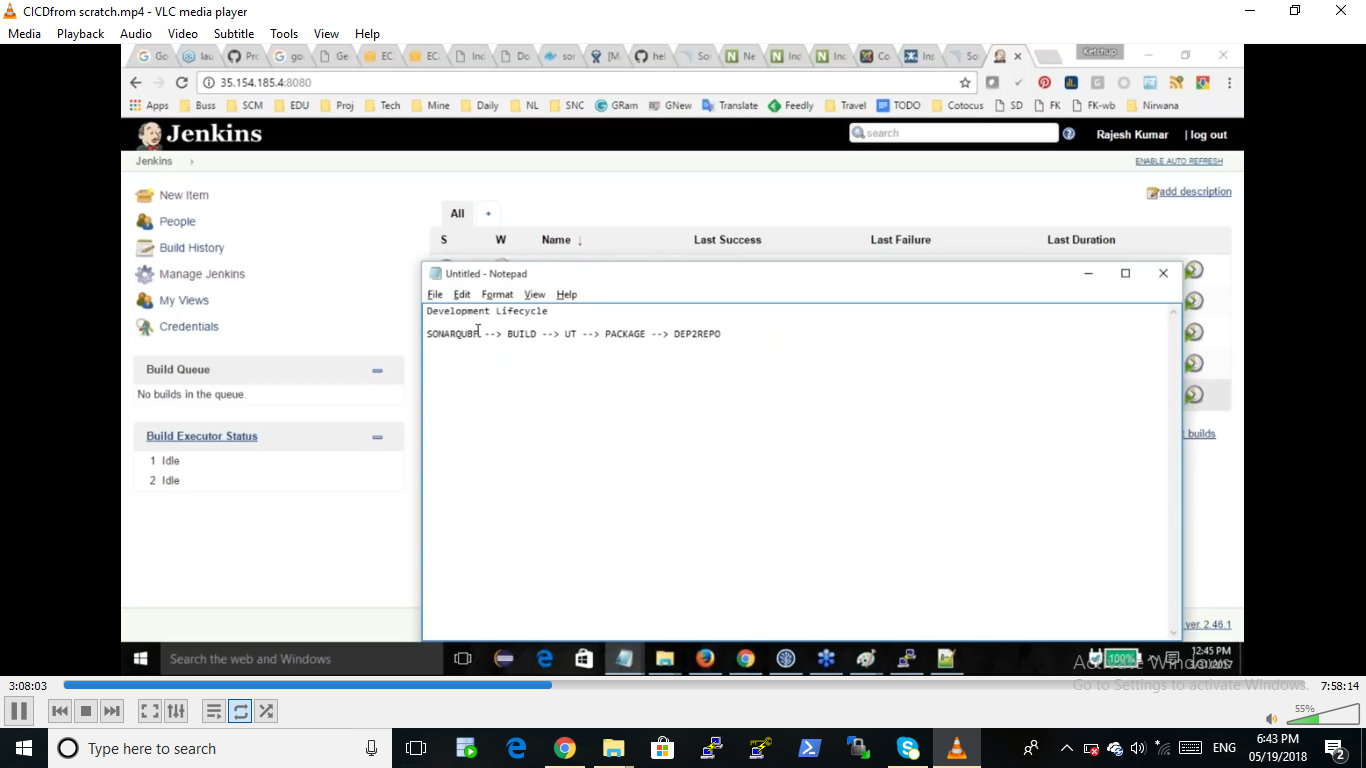 CICDfrom scratch.mp4 - VLC media player
Media Playback Audio Video Subtitle Tools View Help
Go lau Pro go Ge EC EC Inc Do son [M hel So Ne Inc Inc Co Ins So Ketchup
35.154.185.4:8080
Apps Buss SCM EDU Proj Tech Mine Daily NL SNC GRam GNew Translate Feedly Travel TODO Cotocus SD FK FK-wb Nirwana
Jenkins search Rajesh Kumar | log out
Jenkins ENABLE AUTO REFRESH
New Item
People
Build History
Manage Jenkins
My Views
Credentials
Build Queue
No builds in the queue.
Build Executor Status
1 Idle
2 Idle
add description
All +
S W Name ↓ Last Success Last Failure Last Duration
Untitled - Notepad
File Edit Format View Help
Development Lifecycle
SONARQUBE --> BUILD --> UT --> PACKAGE --> DEP2REPO
t builds
ver. 2.46.1
Search the web and Windows
100%
12:45 PM
Activate Windows
Go to Settings to activate Windows.
3:08:03 7:58:14
55%
Type here to search
ENG
6:43 PM
05/19/2018
2